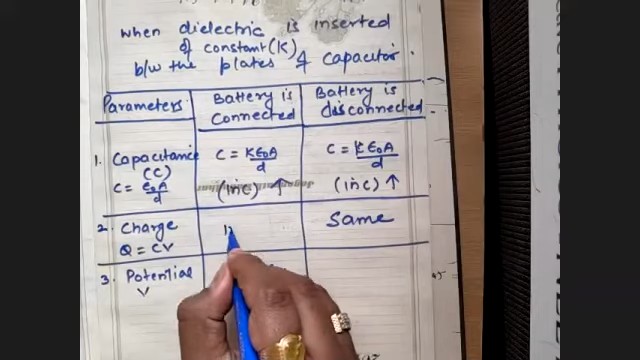 when dielectric is inserted
of constant (K)
b/w the plates of capacitor.
Parameters
Battery is
Connected
Battery is
disconnected
1. Capacitance
(C)
C = ε₀A/d
C = Kε₀A/d
(inc) ↑
C = Kε₀A/d
(inc) ↑
2. Charge
Q = CV
Same
3. Potential
V